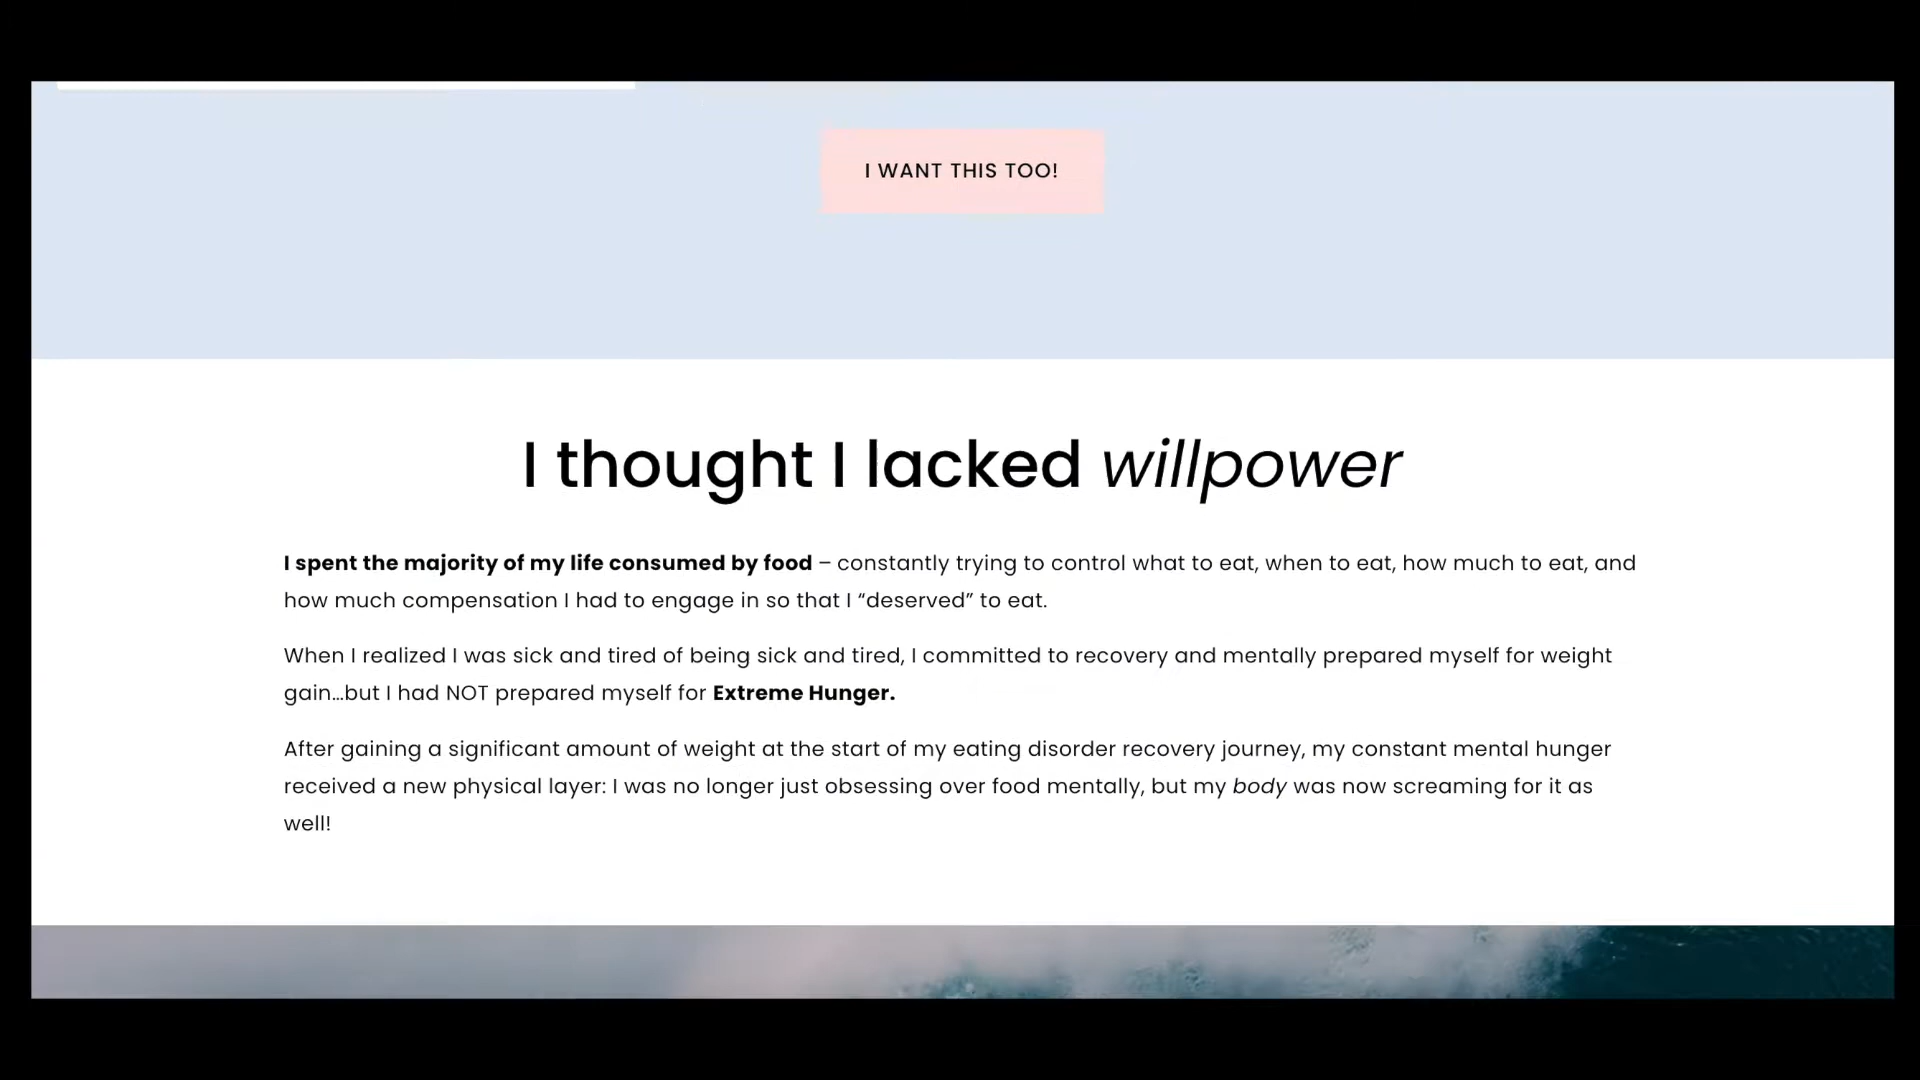 I WANT THIS TOO!
I thought I lacked willpower
I spent the majority of my life consumed by food – constantly trying to control what to eat, when to eat, how much to eat, and
how much compensation I had to engage in so that I “deserved” to eat.
When I realized I was sick and tired of being sick and tired, I committed to recovery and mentally prepared myself for weight
gain…but I had NOT prepared myself for Extreme Hunger.
After gaining a significant amount of weight at the start of my eating disorder recovery journey, my constant mental hunger
received a new physical layer: I was no longer just obsessing over food mentally, but my body was now screaming for it as
well!